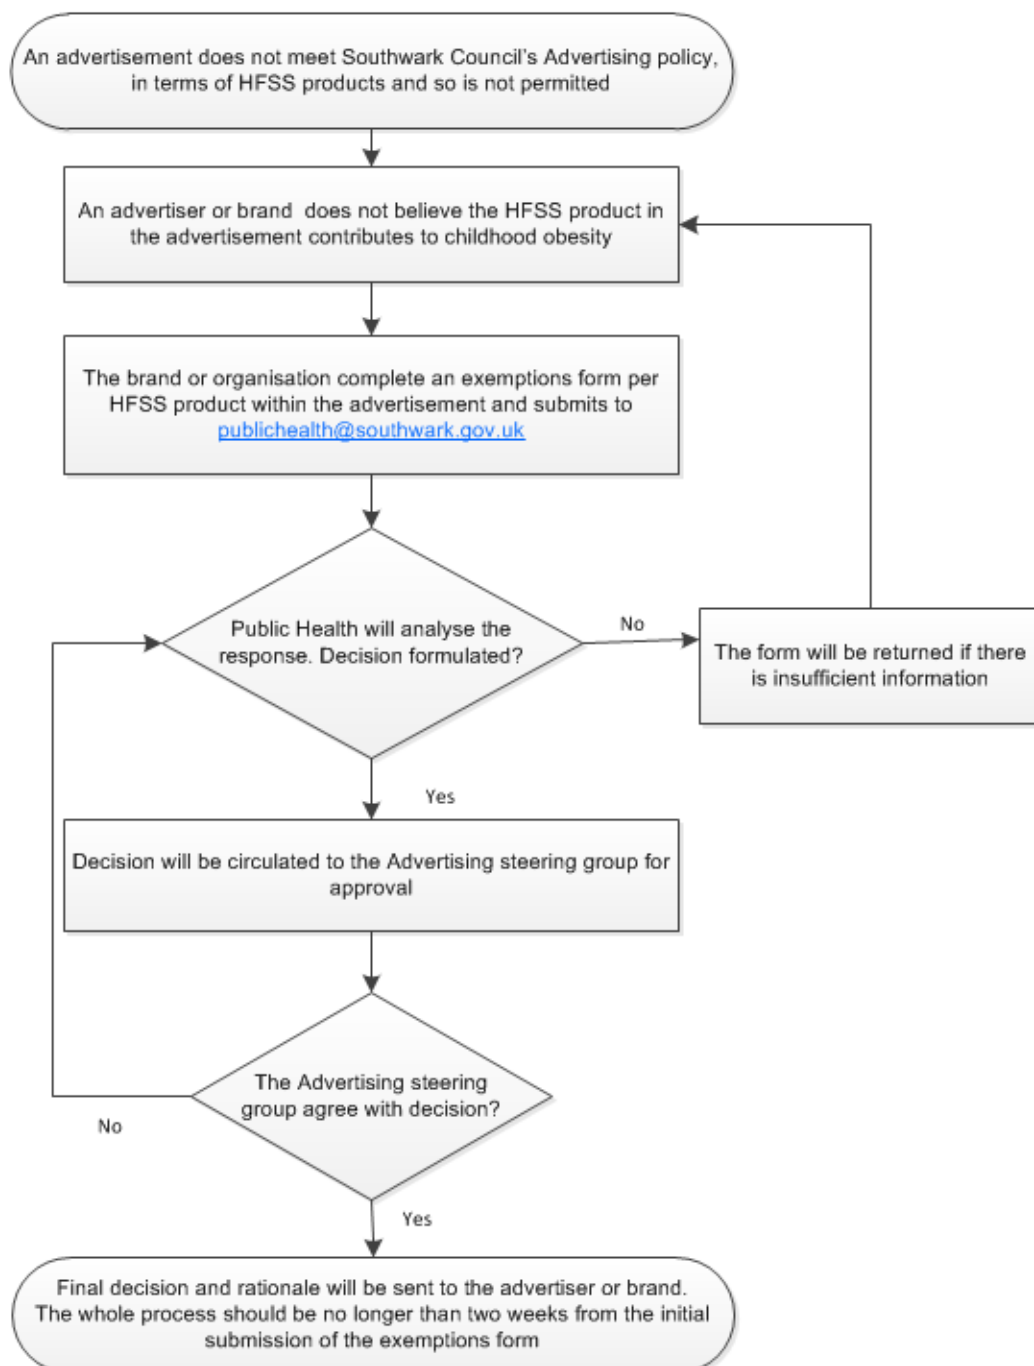 An advertisement does not meet Southwark Council's Advertising policy,
in terms of HFSS products and so is not permitted
An advertiser or brand  does not believe the HFSS product in
the advertisement contributes to childhood obesity
The brand or organisation complete an exemptions form per
HFSS product within the advertisement and submits to
publichealth@southwark.gov.uk
Public Health will analyse the
response. Decision formulated?
No
The form will be returned if there
is insufficient information
Yes
Decision will be circulated to the Advertising steering group for
approval
The Advertising steering
group agree with decision?
No
Yes
Final decision and rationale will be sent to the advertiser or brand.
The whole process should be no longer than two weeks from the initial
submission of the exemptions form